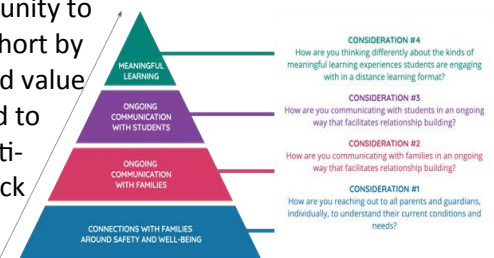 unity to
hort by
d value
d to
ti-
ck
MEANINGFUL
LEARNING
ONGOING
COMMUNICATION
WITH STUDENTS
ONGOING
COMMUNICATION
WITH FAMILIES
CONNECTIONS WITH FAMILIES
AROUND SAFETY AND WELL-BEING
CONSIDERATION #4
How are you thinking differently about the kinds of
meaningful learning experiences students are engaging
with in a distance learning format?
CONSIDERATION #3
How are you communicating with students in an ongoing
way that facilitates relationship building?
CONSIDERATION #2
How are you communicating with families in an ongoing
way that facilitates relationship building?
CONSIDERATION #1
How are you reaching out to all parents and guardians,
individually, to understand their current conditions and
needs?